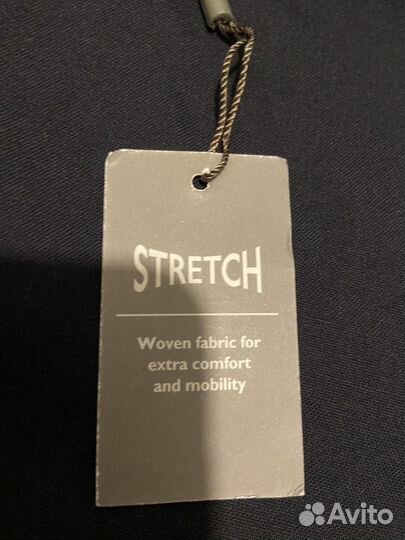 STRETCH
Woven fabric for
extra comfort
and mobility
Avito